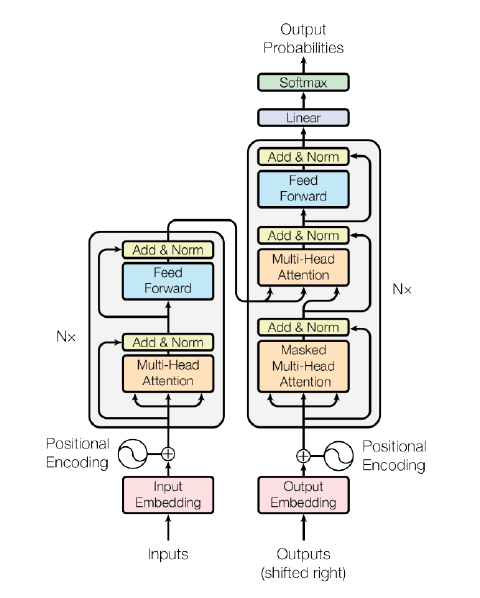 Output
Probabilities
Softmax
Linear
Add & Norm
Feed
Forward
Add & Norm
Multi-Head
Attention
Add & Norm
Masked
Multi-Head
Attention
N×
Add & Norm
Feed
Forward
Add & Norm
Multi-Head
Attention
N×
Positional
Encoding
Positional
Encoding
Input
Embedding
Output
Embedding
Inputs
Outputs
(shifted right)